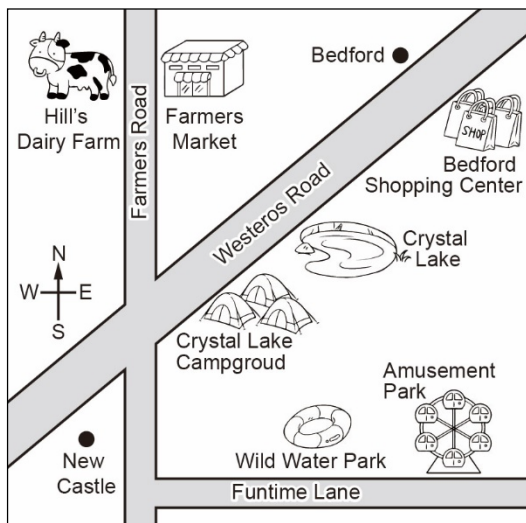 Bedford
Hill's
Dairy Farm
Farmers
Market
Farmers Road
SHOP
Bedford
Shopping Center
Westeros Road
Crystal
Lake
N
W E
S
Crystal Lake
Campgroud
Amusement
Park
New
Castle
Wild Water Park
Funtime Lane